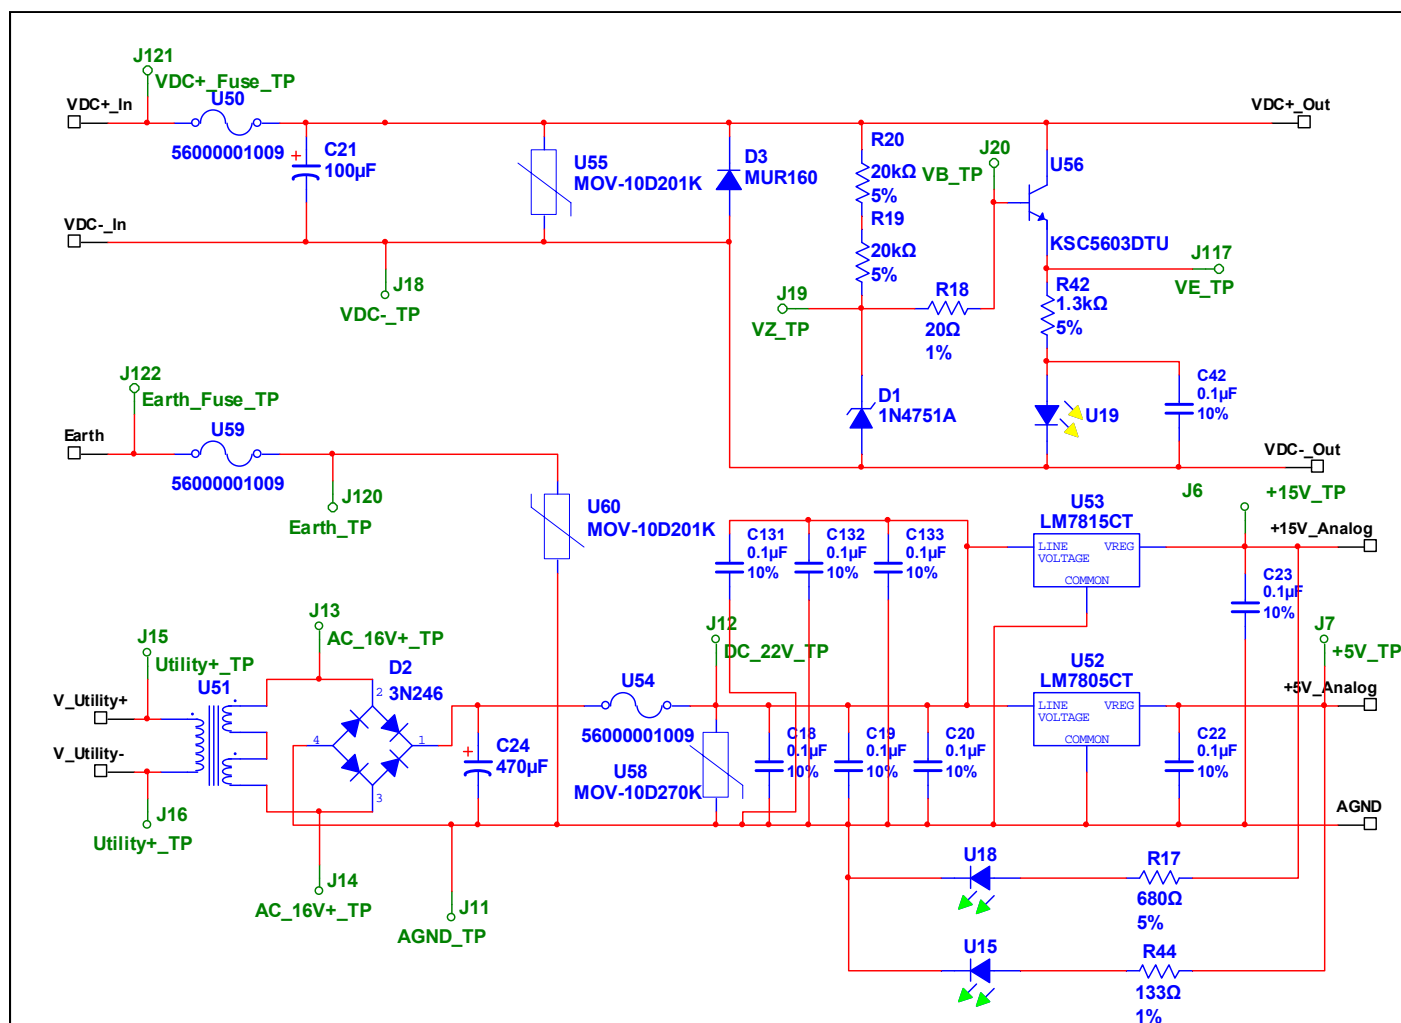 J121
VDC+_Fuse_TP
VDC+_In
U50
56000001009
VDC+_Out
C21
100µF
+
U55
MOV-10D201K
D3
MUR160
R20
20kΩ
5%
R19
20kΩ
5%
J20
VB_TP
U56
KSC5603DTU
VDC-_In
J18
VDC-_TP
J19
VZ_TP
R18
20Ω
1%
J117
VE_TP
R42
1.3kΩ
5%
J122
Earth_Fuse_TP
Earth
U59
56000001009
J120
Earth_TP
D1
1N4751A
U19
C42
0.1µF
10%
VDC-_Out
U60
MOV-10D201K
C131
0.1µF
10%
C132
0.1µF
10%
C133
0.1µF
10%
U53
LM7815CT
LINE
VOLTAGE
VREG
COMMON
J6
+15V_TP
+15V_Analog
C23
0.1µF
10%
J13
AC_16V+_TP
J15
Utility+_TP
V_Utility+
U51
D2
3N246
2
4
1
3
V_Utility-
J16
Utility+_TP
J14
AC_16V+_TP
C24
470µF
+
U54
56000001009
J12
DC_22V_TP
U58
MOV-10D270K
C18
0.1µF
10%
C19
0.1µF
10%
C20
0.1µF
10%
U52
LM7805CT
LINE
VOLTAGE
VREG
COMMON
J7
+5V_TP
+5V_Analog
C22
0.1µF
10%
AGND
J11
AGND_TP
U18
R17
680Ω
5%
U15
R44
133Ω
1%